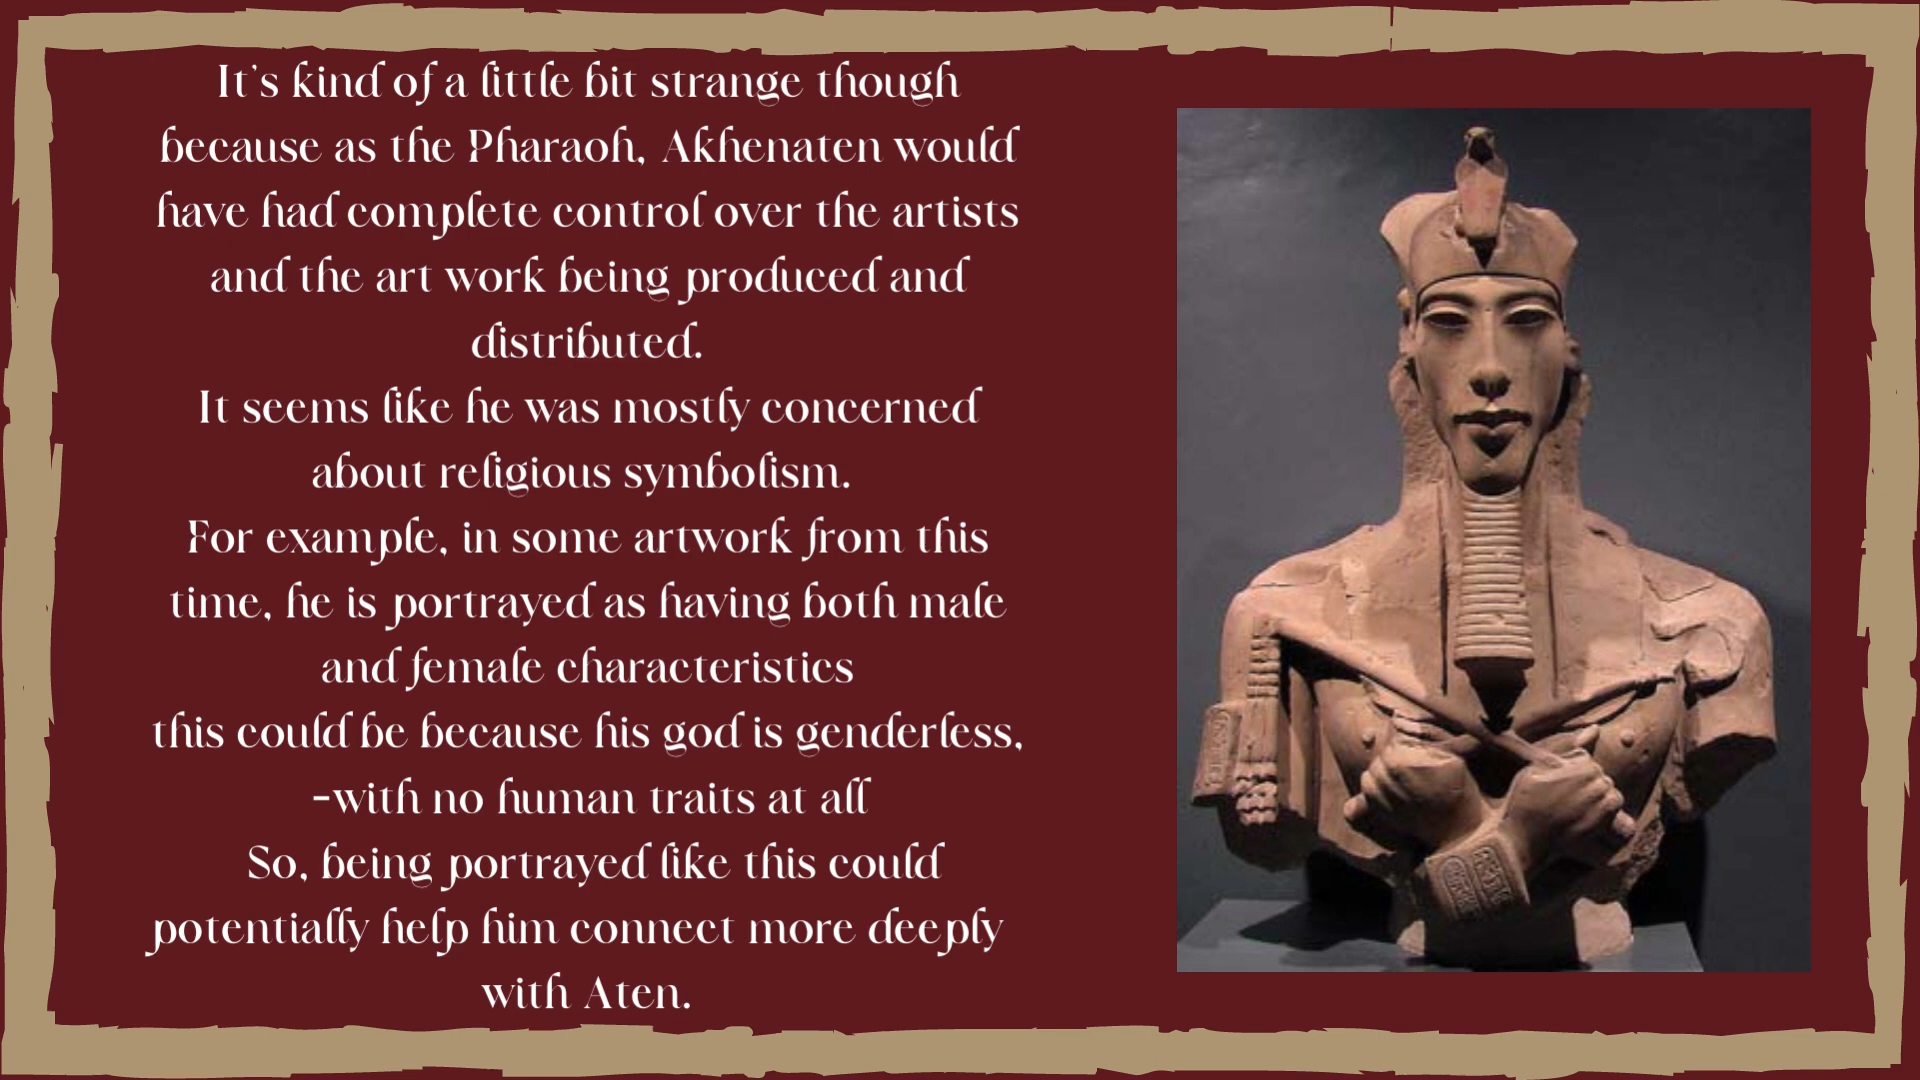 It's kind of a little bit strange though
because as the Pharaoh, Akhenaten would
have had complete control over the artists
and the art work being produced and
distributed.
It seems like he was mostly concerned
about religious symbolism.
For example, in some artwork from this
time, he is portrayed as having both male
and female characteristics
this could be because his god is genderless,
-with no human traits at all
So, being portrayed like this could
potentially help him connect more deeply
with Aten.